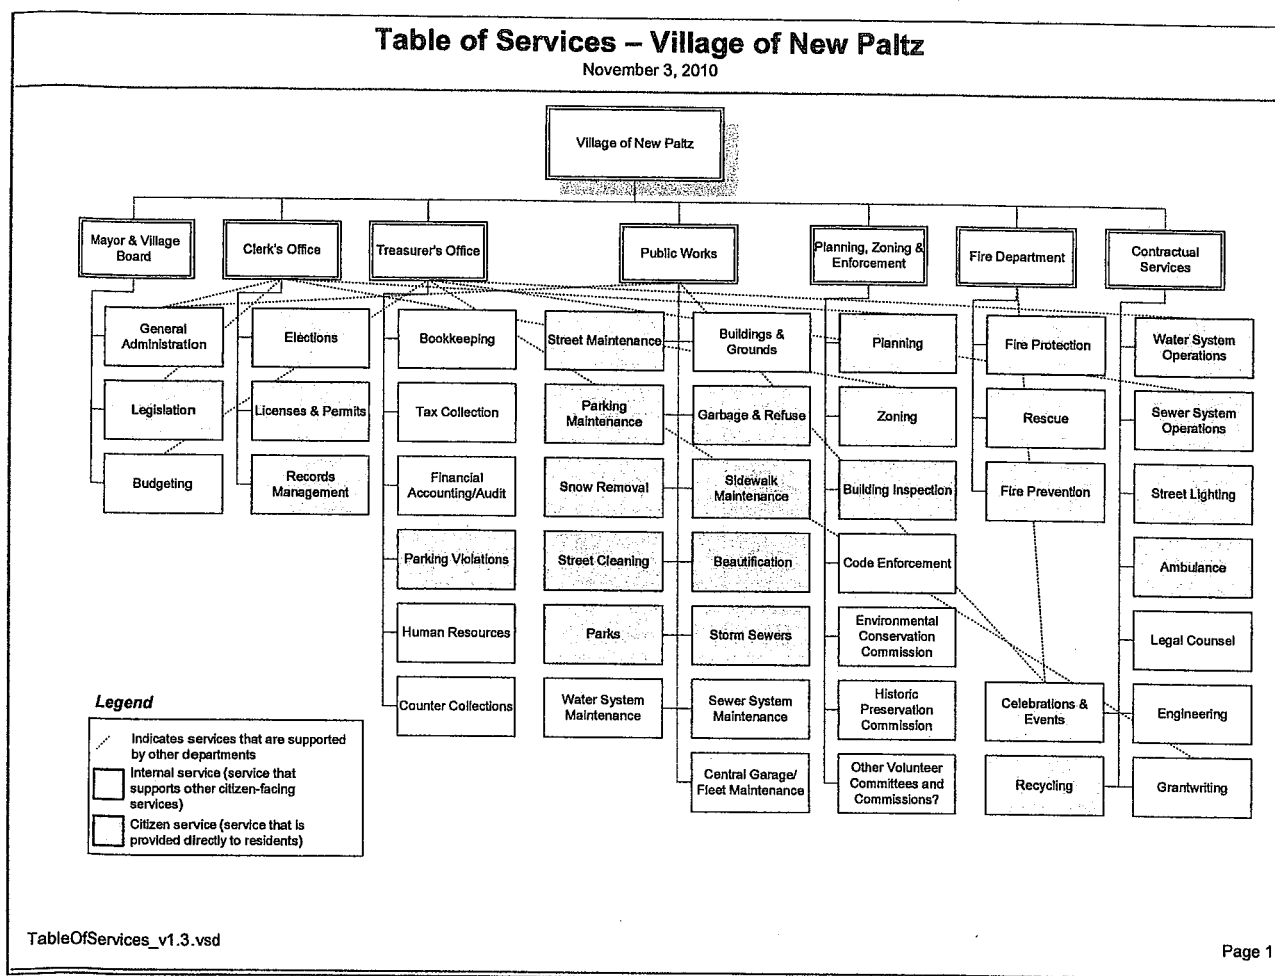 Table of Services – Village of New Paltz
November 3, 2010
Village of New Paltz
Mayor & Village
Board
Clerk's Office
Treasurer's Office
Public Works
Planning, Zoning &
Enforcement
Fire Department
Contractual
Services
General
Administration
Legislation
Budgeting
Elections
Licenses & Permits
Records
Management
Bookkeeping
Tax Collection
Financial
Accounting/Audit
Parking Violations
Human Resources
Counter Collections
Street Maintenance
Parking
Maintenance
Snow Removal
Street Cleaning
Parks
Water System
Maintenance
Buildings &
Grounds
Garbage & Refuse
Sidewalk
Maintenance
Beautification
Storm Sewers
Sewer System
Maintenance
Central Garage/
Fleet Maintenance
Planning
Zoning
Building Inspection
Code Enforcement
Environmental
Conservation
Commission
Historic
Preservation
Commission
Other Volunteer
Committees and
Commissions?
Fire Protection
Rescue
Fire Prevention
Celebrations &
Events
Recycling
Water System
Operations
Sewer System
Operations
Street Lighting
Ambulance
Legal Counsel
Engineering
Grantwriting
Legend
Indicates services that are supported
by other departments
Internal service (service that
supports other citizen-facing
services)
Citizen service (service that is
provided directly to residents)
TableOfServices_v1.3.vsd
Page 1